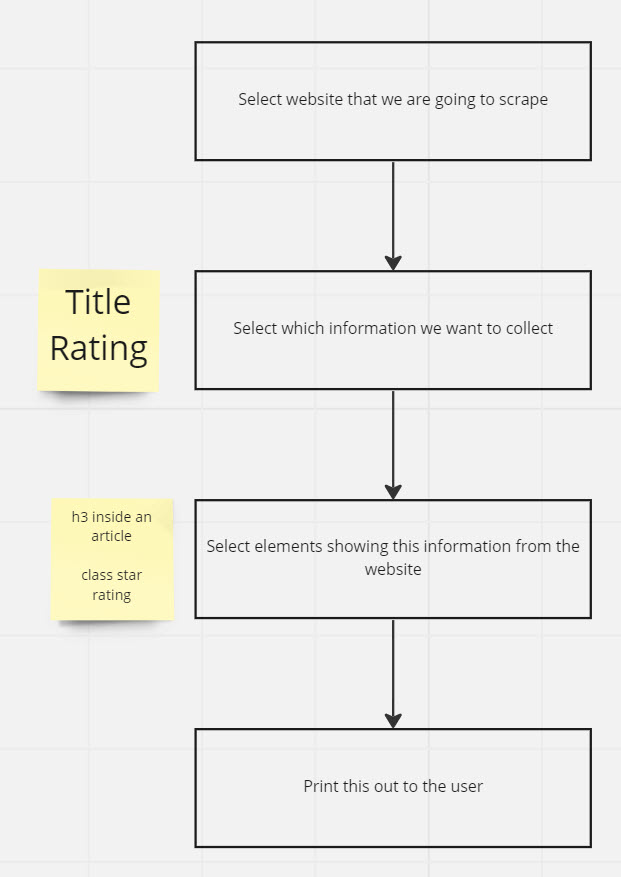 Select website that we are going to scrape
Title
Rating
Select which information we want to collect
h3 inside an
article
class star
rating
Select elements showing this information from the
website
Print this out to the user